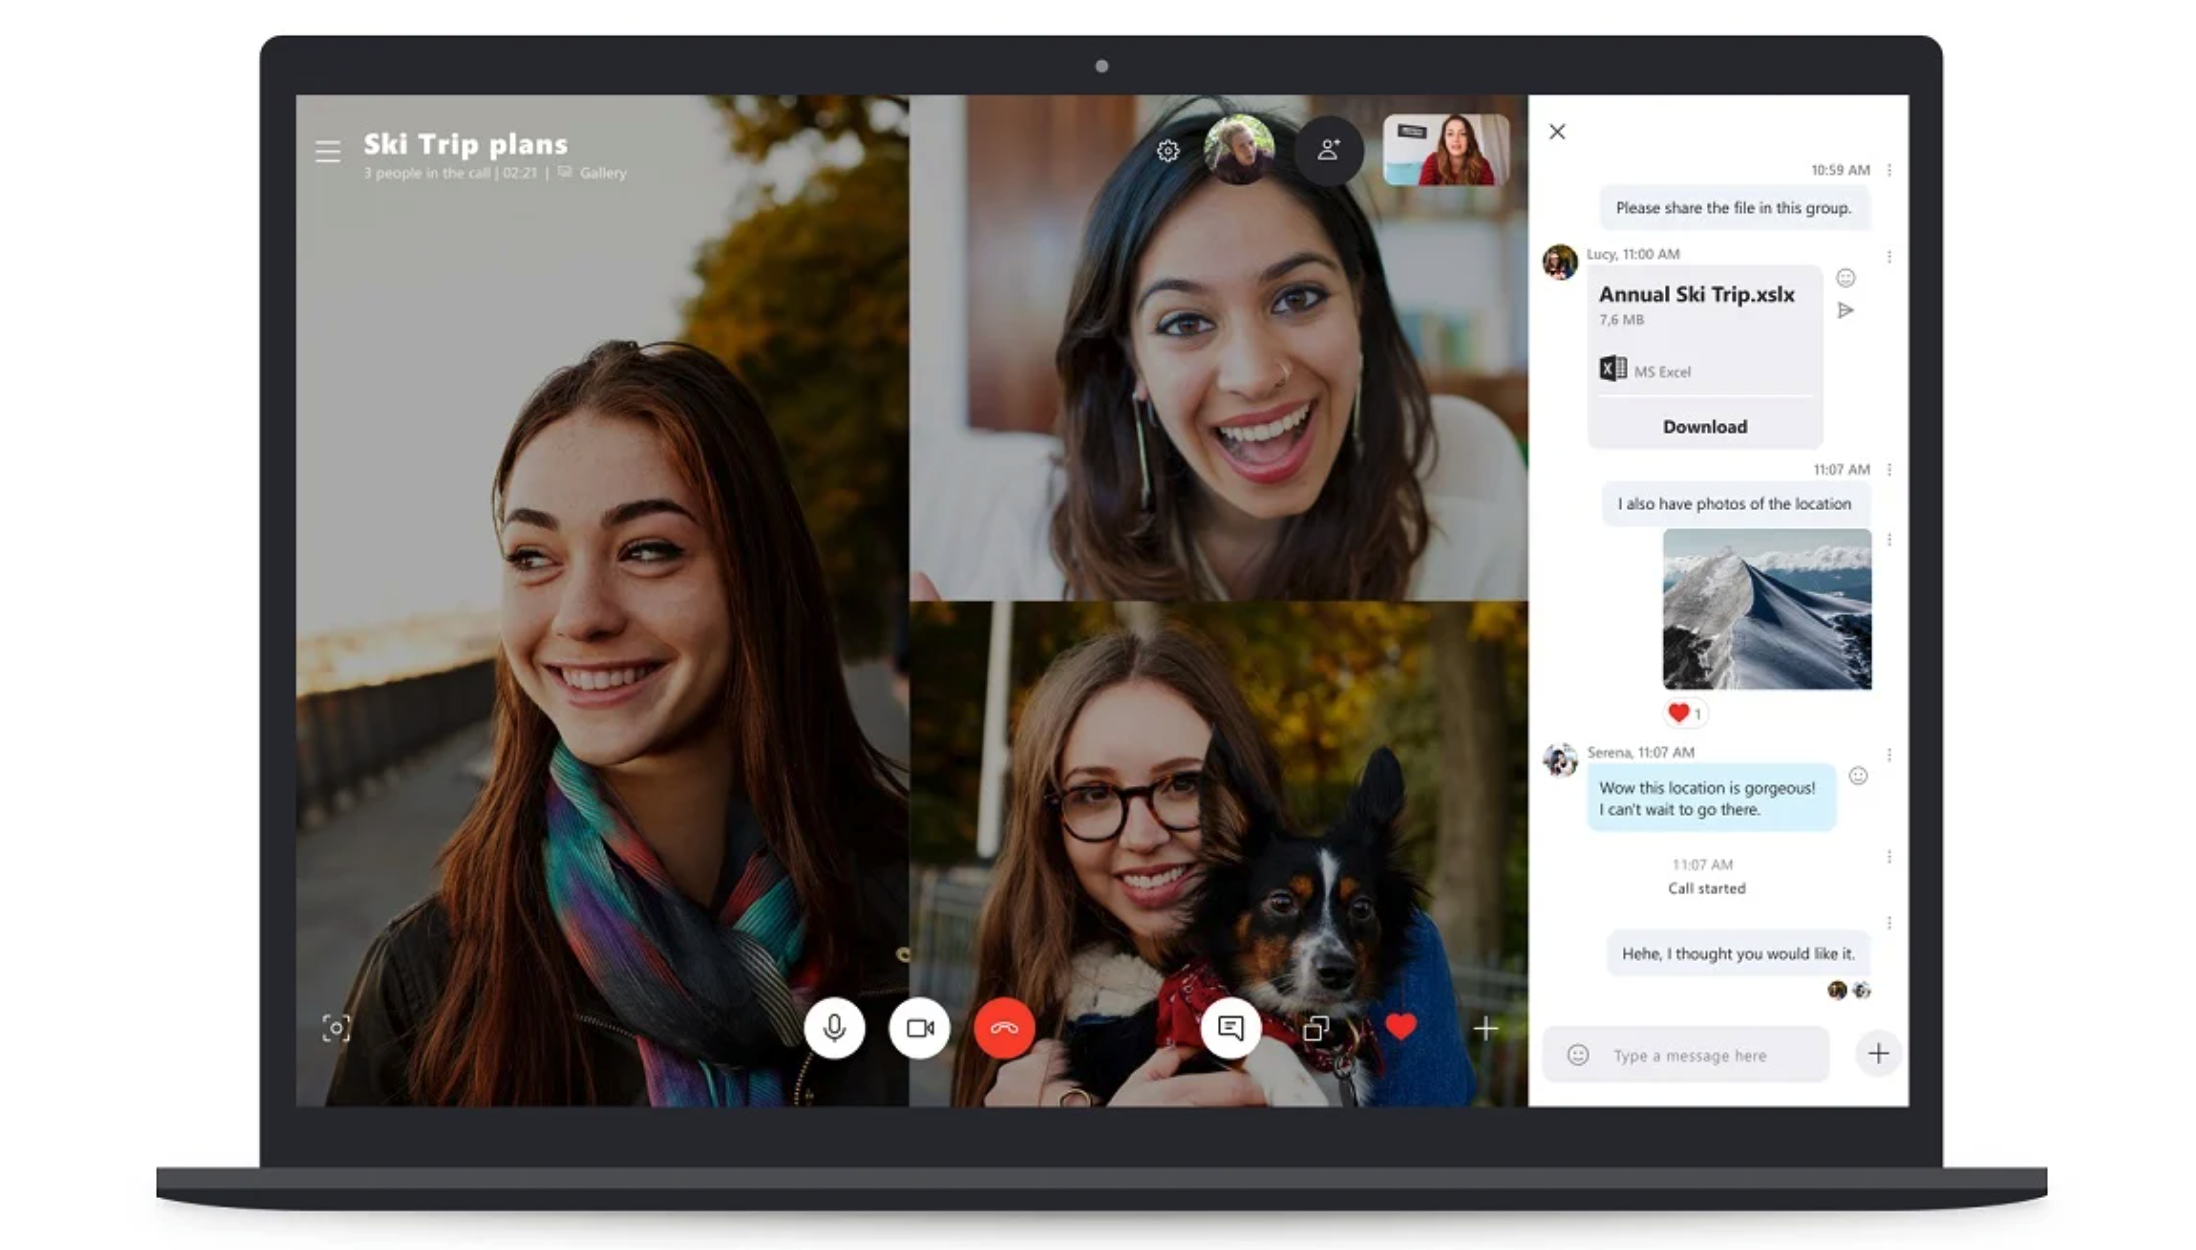 Ski Trip plans
3 people in the call | 02:21 | Gallery
10:59 AM
Please share the file in this group.
Lucy, 11:00 AM
Annual Ski Trip.xslx
7,6 MB
X
MS Excel
Download
11:07 AM
I also have photos of the location
1
Serena, 11:07 AM
Wow this location is gorgeous!
I can't wait to go there.
11:07 AM
Call started
Hehe, I thought you would like it.
Type a message here